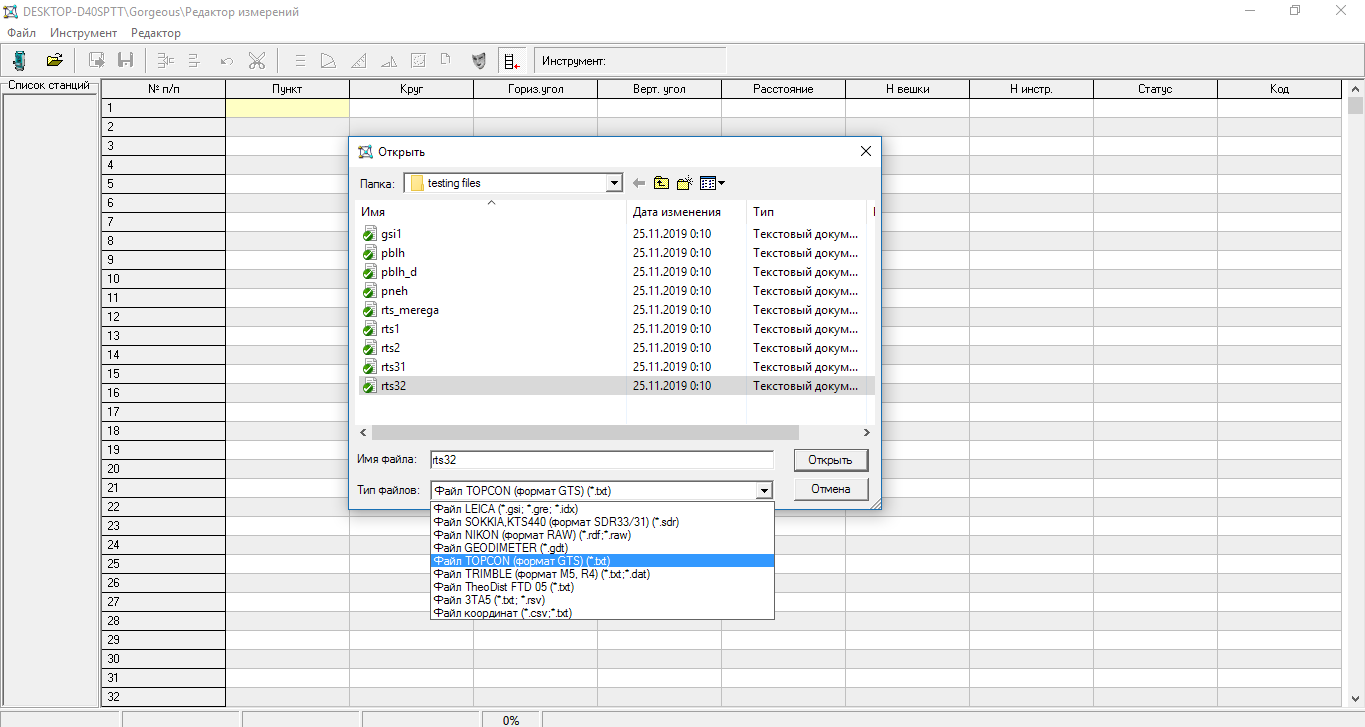 DESKTOP-D40SPTT\Gorgeous\Редактор измерений
Файл Инструмент Редактор
Инструмент:
Список станций
№ п/п Пункт Круг Гориз.угол Верт. угол Расстояние Н вешки Н инстр. Статус Код
1
2
3
4
5
6
7
8
9
10
11
12
13
14
15
16
17
18
19
20
21
22
23
24
25
26
27
28
29
30
31
32
Открыть
Папка: testing files
Имя Дата изменения Тип
gsi1 25.11.2019 0:10 Текстовый докум...
pblh 25.11.2019 0:10 Текстовый докум...
pblh_d 25.11.2019 0:10 Текстовый докум...
pneh 25.11.2019 0:10 Текстовый докум...
rts_merega 25.11.2019 0:10 Текстовый докум...
rts1 25.11.2019 0:10 Текстовый докум...
rts2 25.11.2019 0:10 Текстовый докум...
rts31 25.11.2019 0:10 Текстовый докум...
rts32 25.11.2019 0:10 Текстовый докум...
Имя файла: rts32 Открыть
Тип файлов: Файл TOPCON (формат GTS) (*.txt) Отмена
Файл LEICA (*.gsi; *.gre; *.idx)
Файл SOKKIA,KTS440 (формат SDR33/31) (*.sdr)
Файл NIKON (формат RAW) (*.rdf;*.raw)
Файл GEODIMETER (*.gdt)
Файл TOPCON (формат GTS) (*.txt)
Файл TRIMBLE (формат M5, R4) (*.txt;*.dat)
Файл TheoDist FTD 05 (*.txt)
Файл 3TA5 (*.txt; *.rsv)
Файл координат (*.csv;*.txt)
0%